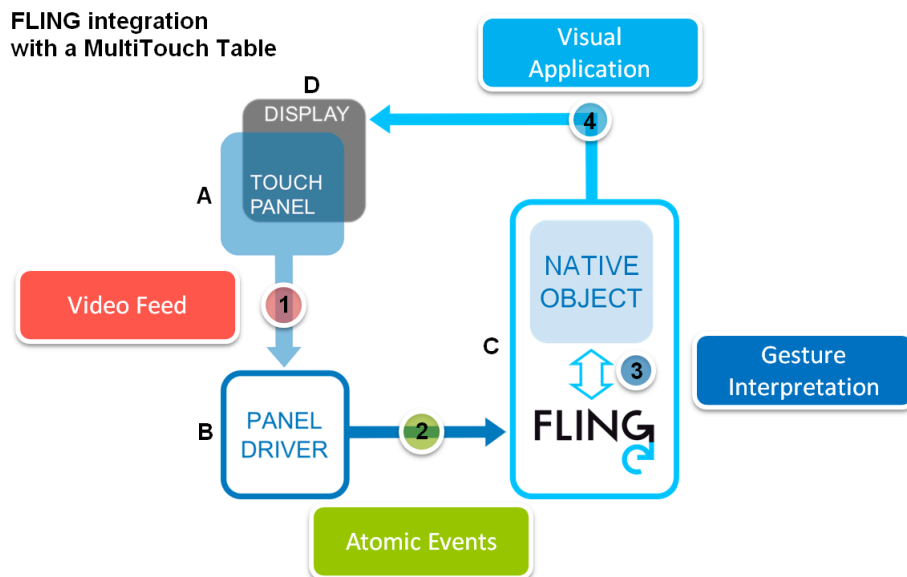 FLING integration
with a MultiTouch Table
Visual
Application
D
DISPLAY
4
A
TOUCH
PANEL
Video Feed
1
NATIVE
OBJECT
C
3
Gesture
Interpretation
B
PANEL
DRIVER
2
FLING
Atomic Events